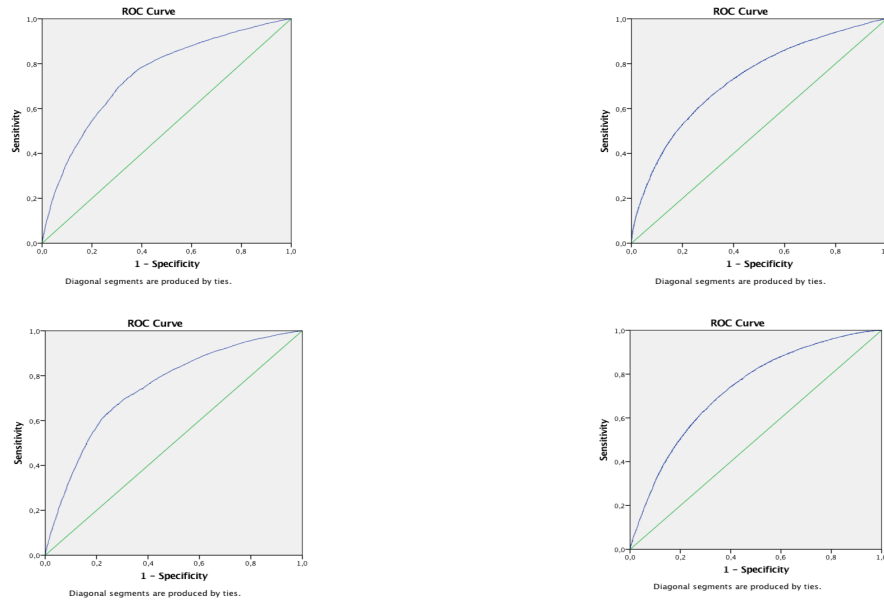 ROC Curve
1,0
0,8
0,6
0,4
0,2
0,0
Sensitivity
0,0 0,2 0,4 0,6 0,8 1,0
1 - Specificity
Diagonal segments are produced by ties.
ROC Curve
1,0
0,8
0,6
0,4
0,2
0,0
Sensitivity
0,0 0,2 0,4 0,6 0,8 1,0
1 - Specificity
Diagonal segments are produced by ties.
ROC Curve
1,0
0,8
0,6
0,4
0,2
0,0
Sensitivity
0,0 0,2 0,4 0,6 0,8 1,0
1 - Specificity
Diagonal segments are produced by ties.
ROC Curve
1,0
0,8
0,6
0,4
0,2
0,0
Sensitivity
0,0 0,2 0,4 0,6 0,8 1,0
1 - Specificity
Diagonal segments are produced by ties.